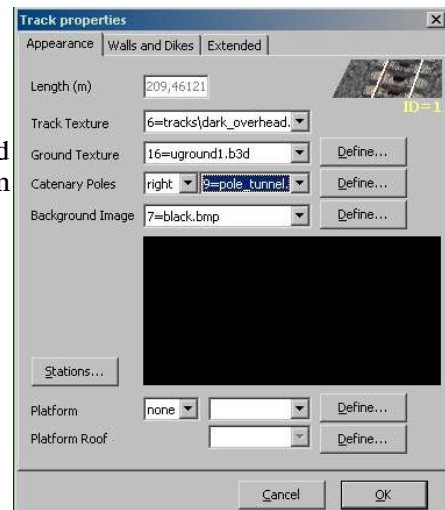 Track properties
Appearance Walls and Dikes Extended
Length (m) 209,46121
ID=1
Track Texture 6=tracks\dark_overhead.
Ground Texture 16=uground1.b3d Define...
Catenary Poles right 9=pole_tunnel. Define...
Background Image 7=black.bmp Define...
Stations...
Platform none Define...
Platform Roof Define...
Cancel OK